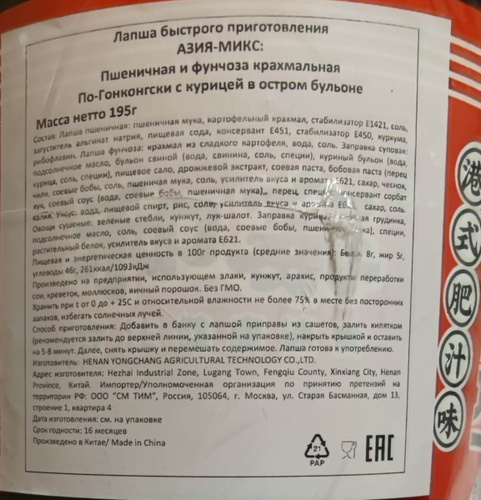 Лапша быстрого приготовления
АЗИЯ-МИКС:
Пшеничная и фунчоза крахмальная
По-Гонконгски с курицей в остром бульоне
Масса нетто 195г
Состав: Лапша пшеничная: пшеничная мука, картофельный крахмал, стабилизатор Е1421, соль,
загуститель альгинат натрия, пищевая сода, консервант Е451, стабилизатор Е450, куркума,
рибофлавин. Лапша фунчоза: крахмал из сладкого картофеля, вода, соль. Заправка суповая:
подсолнечное масло, бульон свиной (вода, свинина, соль, специи), куриный бульон (вода,
курица, соль, специи), пищевое сало, дрожжевой экстракт, соевая паста, бобовая паста (перец
чили, соевые бобы, соль, пшеничная мука, соль, усилитель вкуса и Е621, сахар, чеснок,
лук, соевый соус (вода, соевые бобы, пшеничная мука), перец, консервант сорбат
калия. Уксус: вода, пищевой спирт, рис, соль, усилитель вкуса и сахар, соль.
Овощи сушеные: зелёные стебли, кунжут, лук-шалот. Заправка грудинка,
подсолнечное масло, соль, соевый соус (вода, соевые бобы, специи,
растительный белок, усилитель вкуса и аромата Е621.
Пищевая и энергетическая ценность в 100г продукта (средние значения): 8г, жир 5г,
углеводы 46г, 261ккал/1093кДж
Произведено на предприятии, использующем злаки, кунжут, арахис, продукты переработки
сои, креветок, моллюсков, яичный порошок. Без ГМО.
Хранить при t от 0 до + 25С и относительной влажности не более 75% в месте без посторонних
запахов, избегать солнечных лучей.
Способ приготовления: Добавить в банку с лапшой приправы из сашетов, залить кипятком
(рекомендуется залить до верхней линии, указанной на упаковке), накрыть крышкой и оставить
на 5-8 минут. Далее, снять крышку и перемешать содержимое. Лапша готова к употреблению.
Изготовитель: HENAN YONGCHANG AGRICULTURAL TECHNOLOGY CO.,LTD.
Адрес изготовителя: Hezhai Industrial Zone, Lugang Town, Fengqiu County, Xinxiang City, Henan
Province, Китай. Импортер/Уполномоченная организация по принятию претензий на
территории РФ: ООО "СМ ТИМ", Россия, 105064, г. Москва, ул. Старая Басманная, дом 13,
строение 1, квартира 4
Дата изготовления: см. на упаковке
Срок годности: 16 месяцев
Произведено в Китае/ Made in China
21
PAP
EAC
港式肥汁味